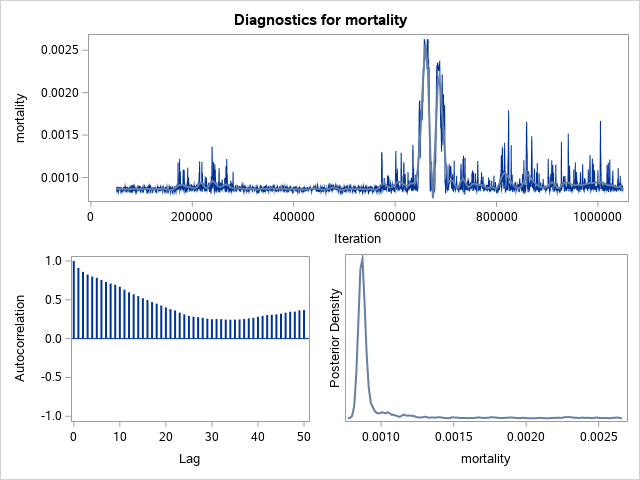 Diagnostics for mortality
mortality
0.0025
0.0020
0.0015
0.0010
0 200000 400000 600000 800000 1000000
Iteration
Autocorrelation
1.0
0.5
0.0
-0.5
-1.0
0 10 20 30 40 50
Lag
Posterior Density
0.0010 0.0015 0.0020 0.0025
mortality